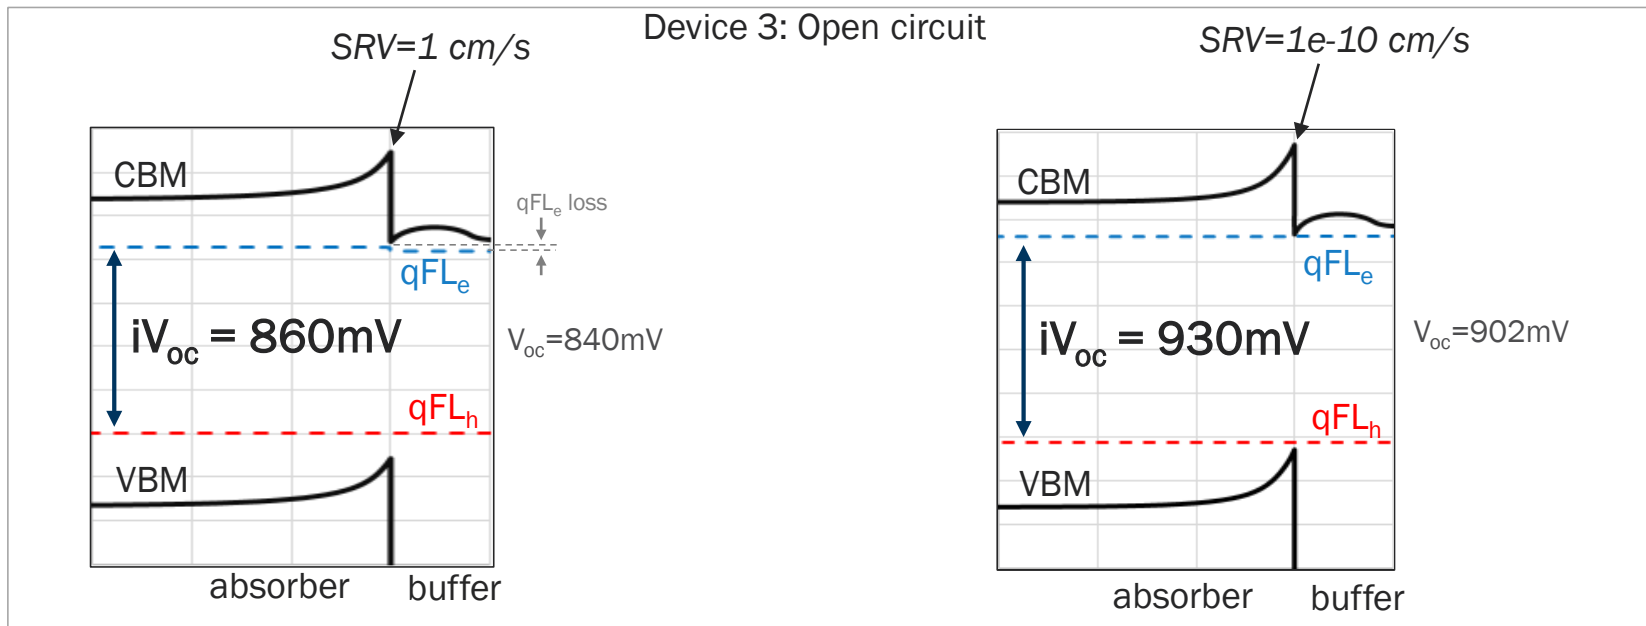 Device 3: Open circuit
SRV=1 cm/s
CBM
qFLe loss
qFLe
iVoc = 860mV
Voc=840mV
qFLh
VBM
absorber
buffer
SRV=1e-10 cm/s
CBM
qFLe
iVoc = 930mV
Voc=902mV
qFLh
VBM
absorber
buffer